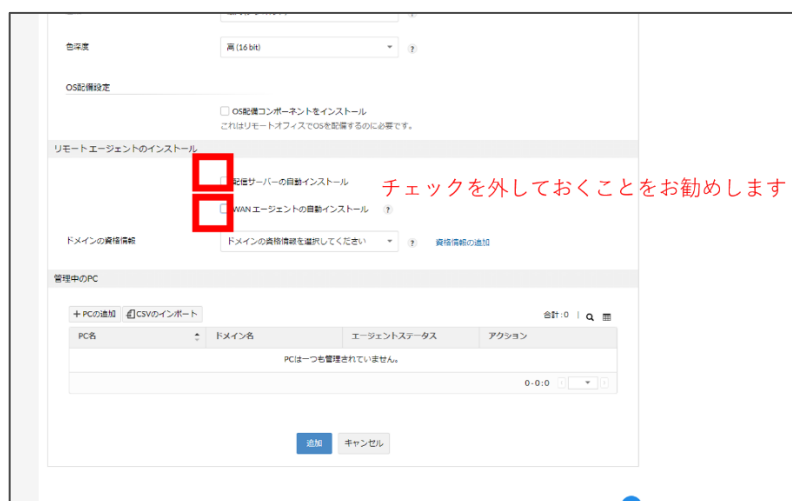 色深度
高 (16 bit)
?
OS配備設定
OS配備コンポーネントをインストール
これはリモートオフィスでOSを配備するのに必要です。
リモートエージェントのインストール
配信サーバーの自動インストール
チェックを外しておくことをお勧めします
WAN エージェントの自動インストール ?
ドメインの資格情報
ドメインの資格情報を選択してください
?
資格情報の追加
管理中のPC
+ PCの追加
CSVのインポート
合計:0 |
PC名
ドメイン名
エージェントステータス
アクション
PCは一つも管理されていません。
0-0:0
追加
キャンセル